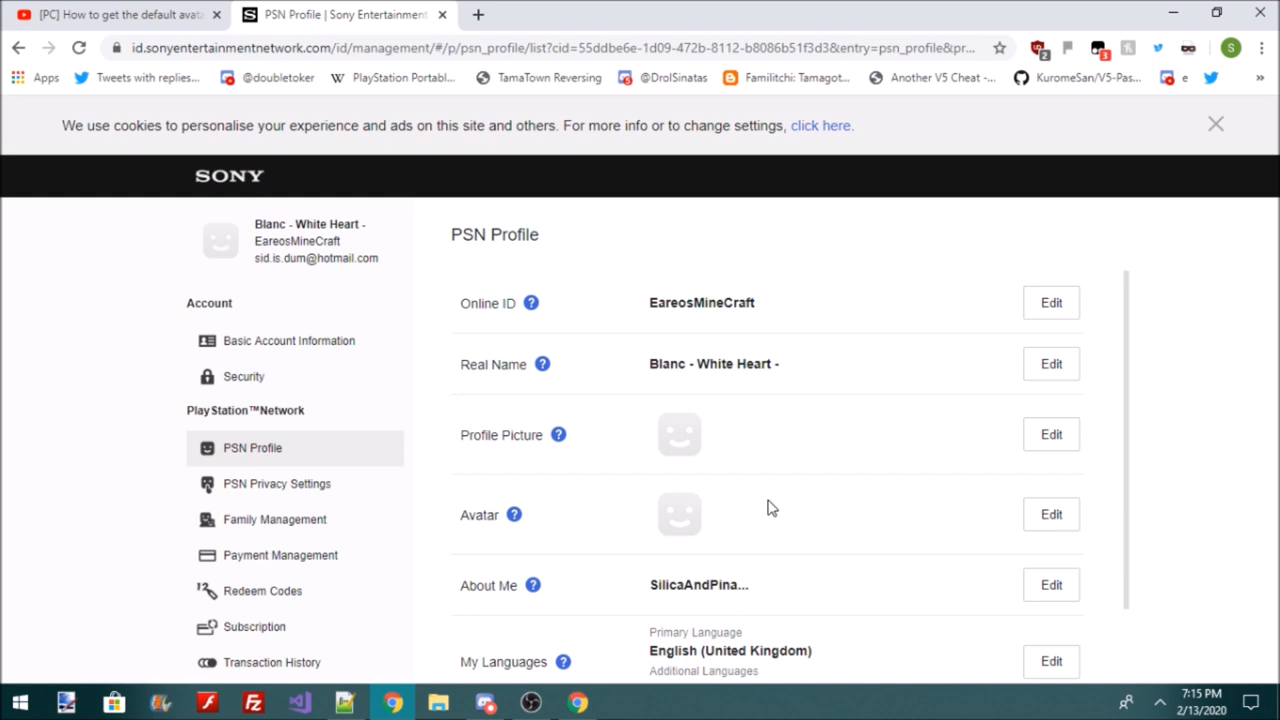 [PC] How to get the default avata
PSN Profile | Sony Entertainment
id.sonyentertainmentnetwork.com/id/management/#/p/psn_profile/list?cid=55ddbe6e-1d09-472b-8112-b8086b51f3d3&entry=psn_profile&pr...
2
3
S
Apps
Tweets with replies...
@doubletoker
PlayStation Portabl...
TamaTown Reversing
@DrolSinatas
Familitchi: Tamagot...
Another V5 Cheat -...
KuromeSan/V5-Pas...
e
»
We use cookies to personalise your experience and ads on this site and others. For more info or to change settings, click here.
SONY
Blanc - White Heart -
EareosMineCraft
sid.is.dum@hotmail.com
Account
Basic Account Information
Security
PlayStation™Network
PSN Profile
PSN Privacy Settings
Family Management
Payment Management
Redeem Codes
Subscription
Transaction History
PSN Profile
Online ID ? EareosMineCraft Edit
Real Name ? Blanc - White Heart - Edit
Profile Picture ? Edit
Avatar ? Edit
About Me ? SilicaAndPina... Edit
Primary Language
My Languages ? English (United Kingdom) Edit
Additional Languages
7:15 PM
2/13/2020